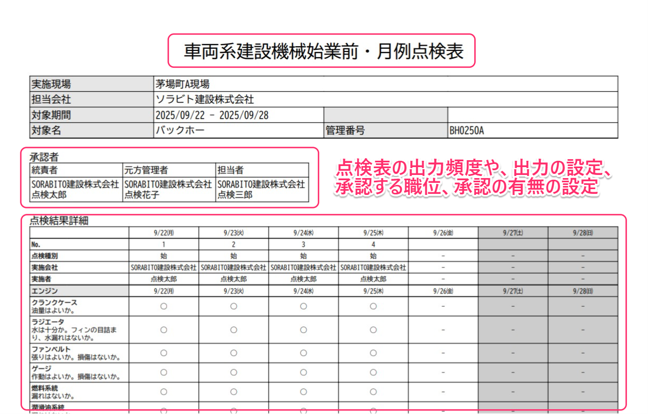 車両系建設機械始業前・月例点検表
実施現場 茅場町A現場
担当会社 ソラビト建設株式会社
対象期間 2025/09/22 - 2025/09/28
対象名 バックホー 管理番号 BH0250A
承認者
統責者 元方管理者 担当者
SORABITO建設株式会社 SORABITO建設株式会社 SORABITO建設株式会社
点検太郎 点検花子 点検三郎
点検表の出力頻度や、出力の設定、
承認する職位、承認の有無の設定
点検結果詳細
9/22(月) 9/23(火) 9/24(水) 9/25(木) 9/26(金) 9/27(土) 9/28(日)
No. 1 2 3 4 - - -
点検種別 始 始 始 始 - - -
実施会社 SORABITO建設株式会社 SORABITO建設株式会社 SORABITO建設株式会社 SORABITO建設株式会社 - - -
実施者 点検太郎 点検太郎 点検太郎 点検太郎 - - -
エンジン 9/22(月) 9/23(火) 9/24(水) 9/25(木) 9/26(金) 9/27(土) 9/28(日)
クランクケース
油量はよいか。 ○ ○ ○ ○ - - -
ラジエータ
水は十分か。フィンの目詰ま
り、水漏れはないか。 ○ ○ ○ ○ - - -
ファンベルト
張りはよいか。損傷はないか。 ○ ○ ○ ○ - - -
ゲージ
作動はよいか。損傷はないか。 ○ ○ ○ ○ - - -
燃料系統
漏れはないか。 ○ ○ ○ ○ - - -
潤滑油系統